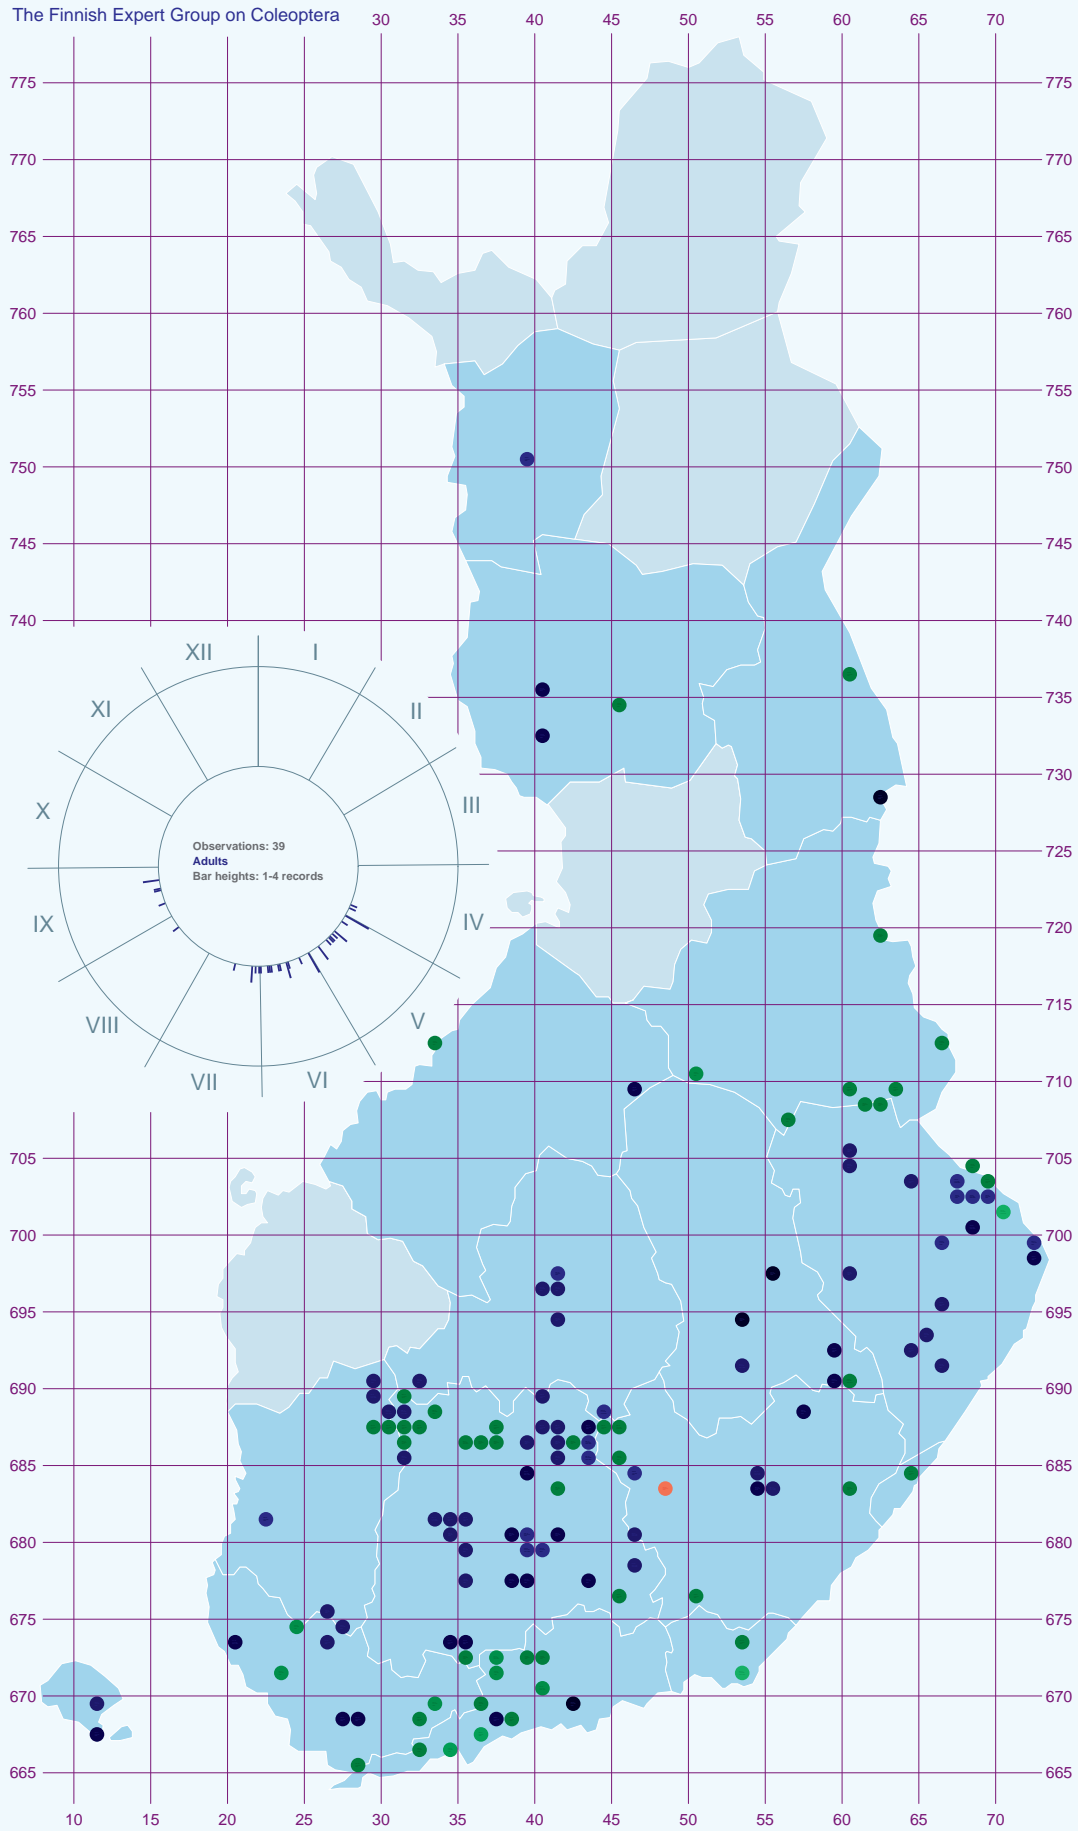 The Finnish Expert Group on Coleoptera
30 35 40 45 50 55 60 65 70
775 775
770 770
765 765
760 760
755 755
750 750
745 745
740 740
XII I
XI II
735
X III
730
Observations: 39
Adults
Bar heights: 1-4 records
725
IX IV
720
715
VIII V
VII VI
710
705 705
700 700
695 695
690 690
685 685
680 680
675 675
670 670
665 665
10 15 20 25 30 35 40 45 50 55 60 65 70